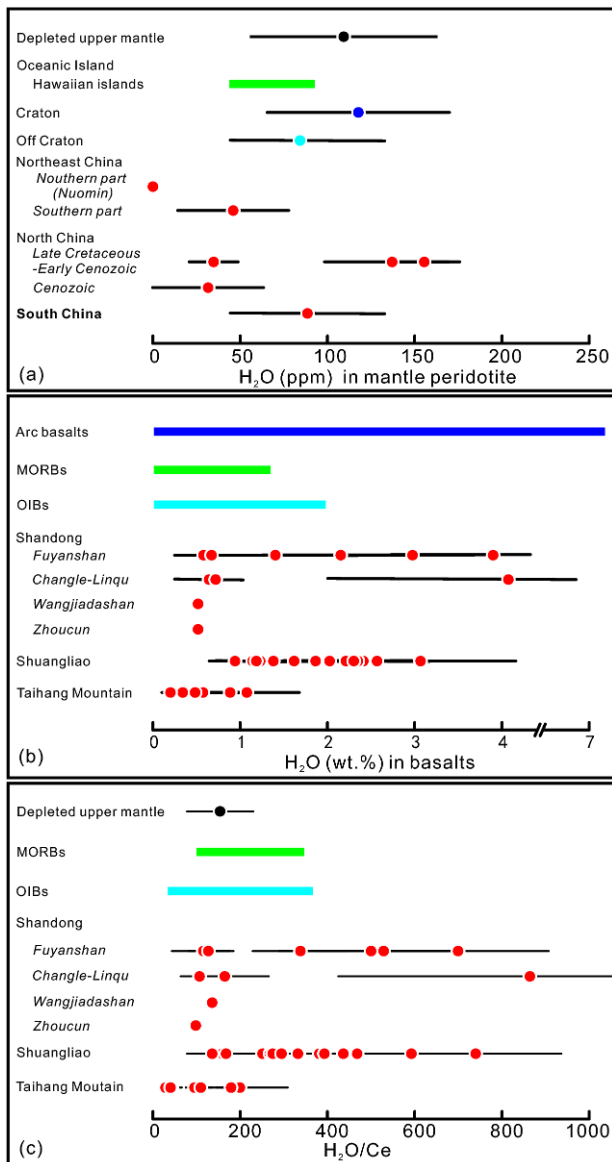 Depleted upper mantle
Oceanic Island
Hawaiian islands
Craton
Off Craton
Northeast China
Nouthern part
(Nuomin)
Southern part
North China
Late Cretaceous
-Early Cenozoic
Cenozoic
South China
0 50 100 150 200 250
(a) H₂O (ppm) in mantle peridotite
Arc basalts
MORBs
OIBs
Shandong
Fuyanshan
Changle-Linqu
Wangjiadashan
Zhoucun
Shuangliao
Taihang Mountain
0 1 2 3 4 7
(b) H₂O (wt.%) in basalts
Depleted upper mantle
MORBs
OIBs
Shandong
Fuyanshan
Changle-Linqu
Wangjiadashan
Zhoucun
Shuangliao
Taihang Moutain
0 200 400 600 800 1000
(c) H₂O/Ce